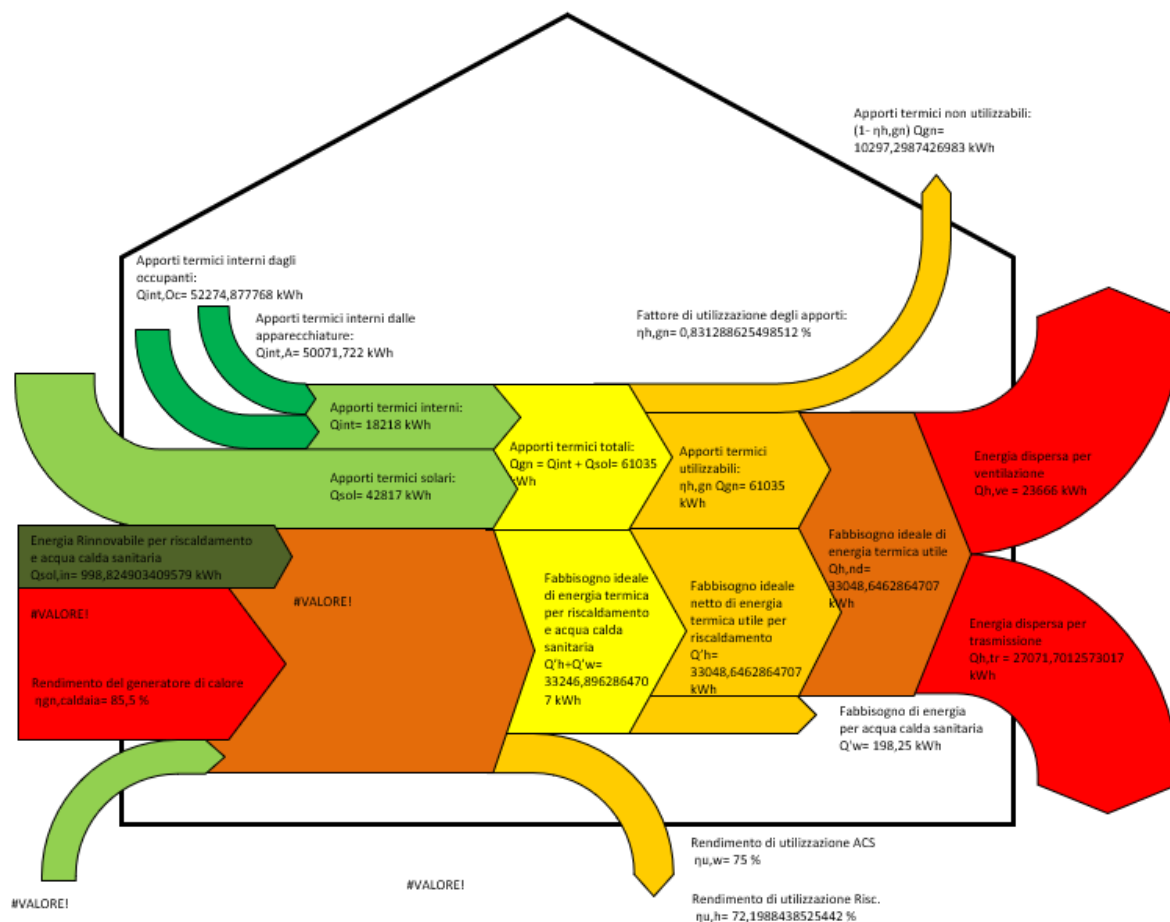 Apporti termici non utilizzabili:
(1- ηh,gn) Qgn=
10297,2987426983 kWh
Apporti termici interni dagli
occupanti:
Qint,Oc= 52274,877768 kWh
Apporti termici interni dalle
apparecchiature:
Qint,A= 50071,722 kWh
Fattore di utilizzazione degli apporti:
ηh,gn= 0,831288625498512 %
Apporti termici interni:
Qint= 18218 kWh
Apporti termici solari:
Qsol= 42817 kWh
Apporti termici totali:
Qgn = Qint + Qsol= 61035
kWh
Apporti termici
utilizzabili:
ηh,gn Qgn= 61035
kWh
Energia dispersa per
ventilazione
Qh,ve = 23666 kWh
Energia Rinnovabile per riscaldamento
e acqua calda sanitaria
Qsol,in= 998,824903409579 kWh
#VALORE!
#VALORE!
Rendimento del generatore di calore
ηgn,caldaia= 85,5 %
Fabbisogno ideale
di energia termica
per riscaldamento
e acqua calda
sanitaria
Q'h+Q'w=
33246,896286470
7 kWh
Fabbisogno ideale
netto di energia
termica utile per
riscaldamento
Q'h=
33048,6462864707
kWh
Fabbisogno ideale di
energia termica utile
Qh,nd=
33048,6462864707
kWh
Energia dispersa per
trasmissione
Qh,tr = 27071,7012573017
kWh
Fabbisogno di energia
per acqua calda sanitaria
Q'w= 198,25 kWh
Rendimento di utilizzazione ACS
ηu,w= 75 %
Rendimento di utilizzazione Risc.
ηu,h= 72,1988438525442 %
#VALORE!
#VALORE!